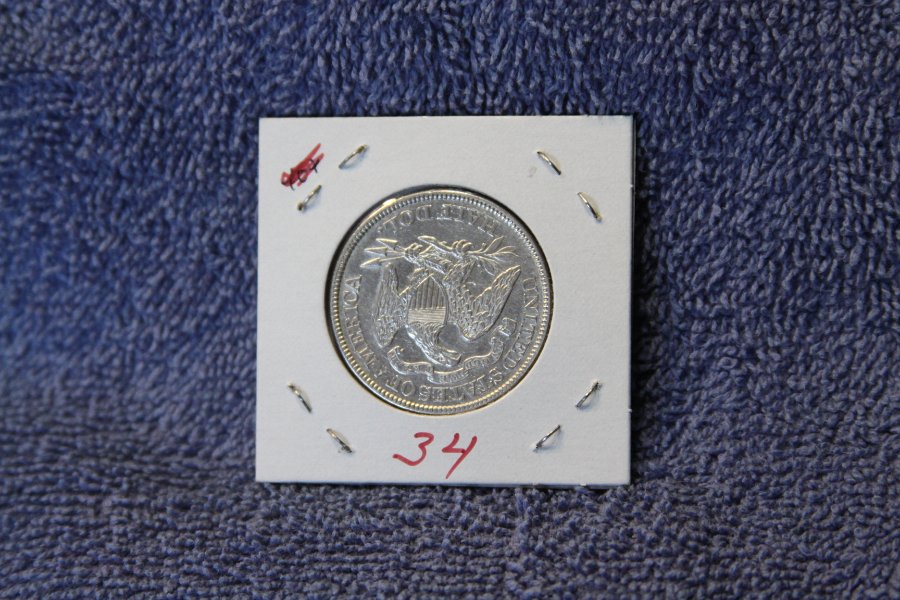 UNITED STATES OF AMERICA
HALF DOL.
34